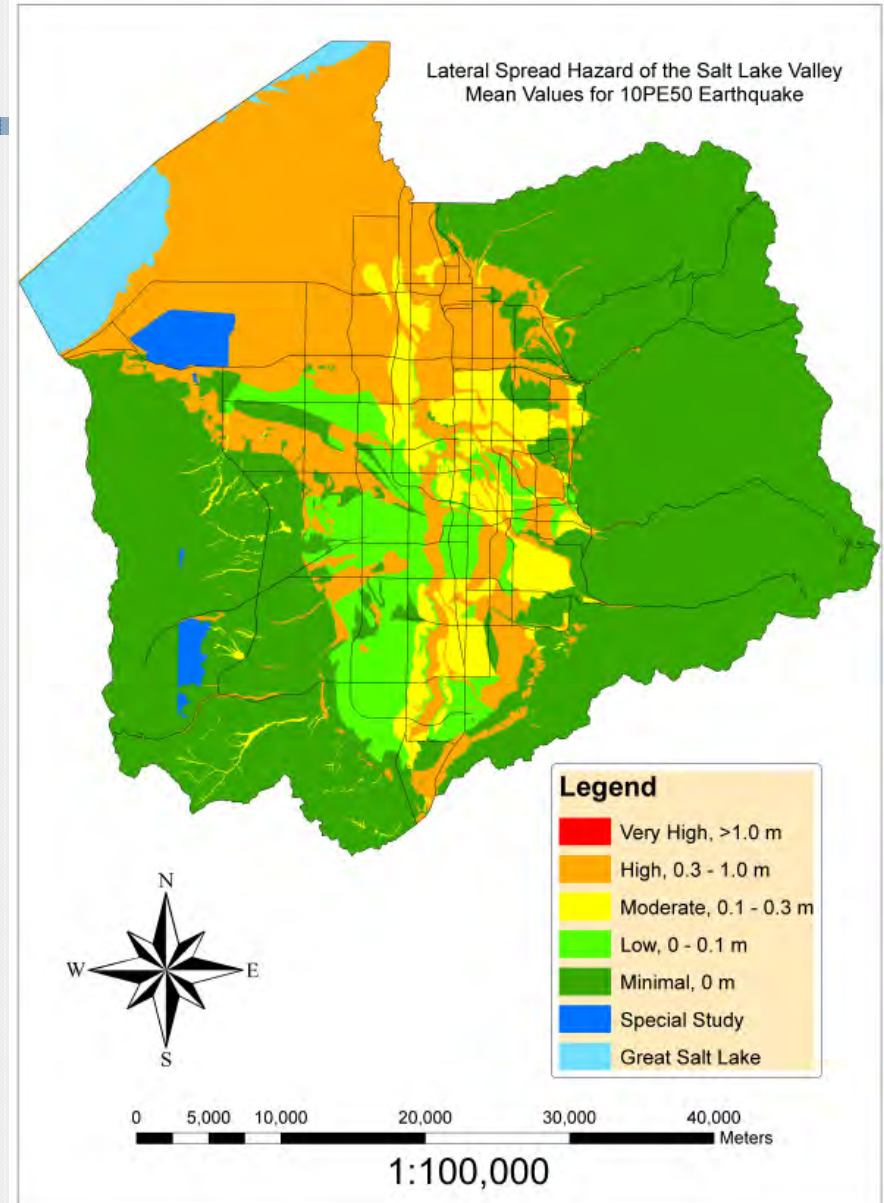 Lateral Spread Hazard of the Salt Lake Valley
Mean Values for 10PE50 Earthquake
Legend
Very High, >1.0 m
High, 0.3 - 1.0 m
Moderate, 0.1 - 0.3 m
Low, 0 - 0.1 m
Minimal, 0 m
Special Study
Great Salt Lake
N
W
E
S
0 5,000 10,000 20,000 30,000 40,000
Meters
1:100,000